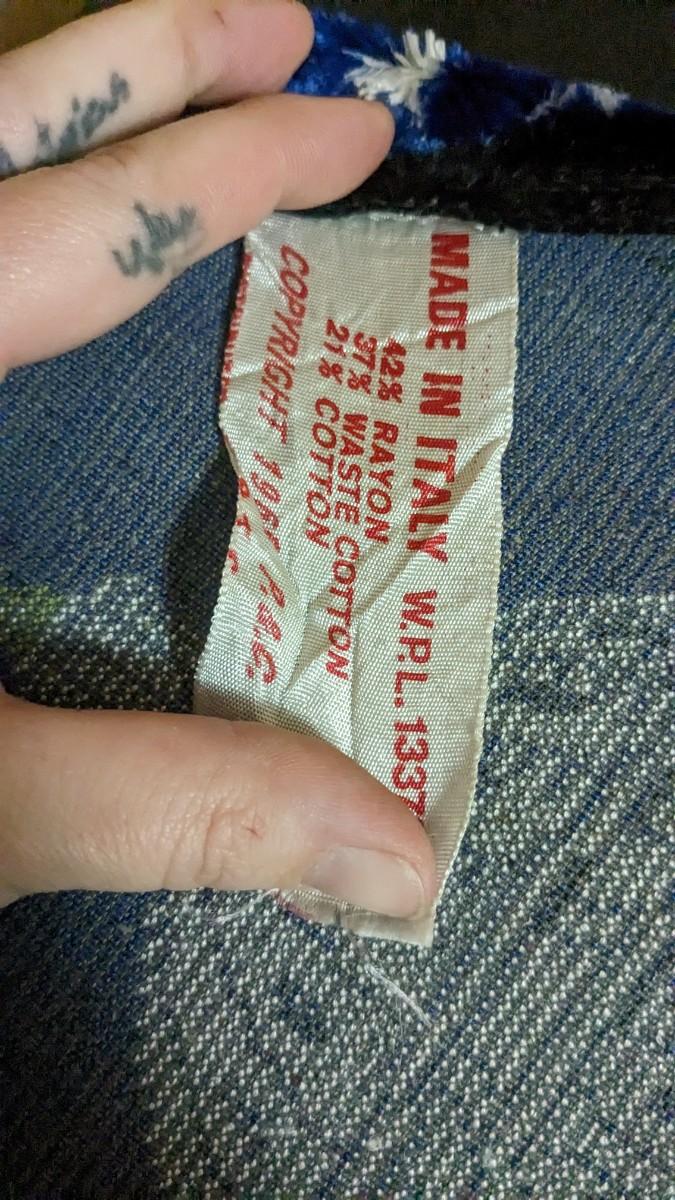 MADE IN ITALY W.P.L. 1337
42% RAYON
37% WASTE COTTON
21% COTTON
COPYRIGHT